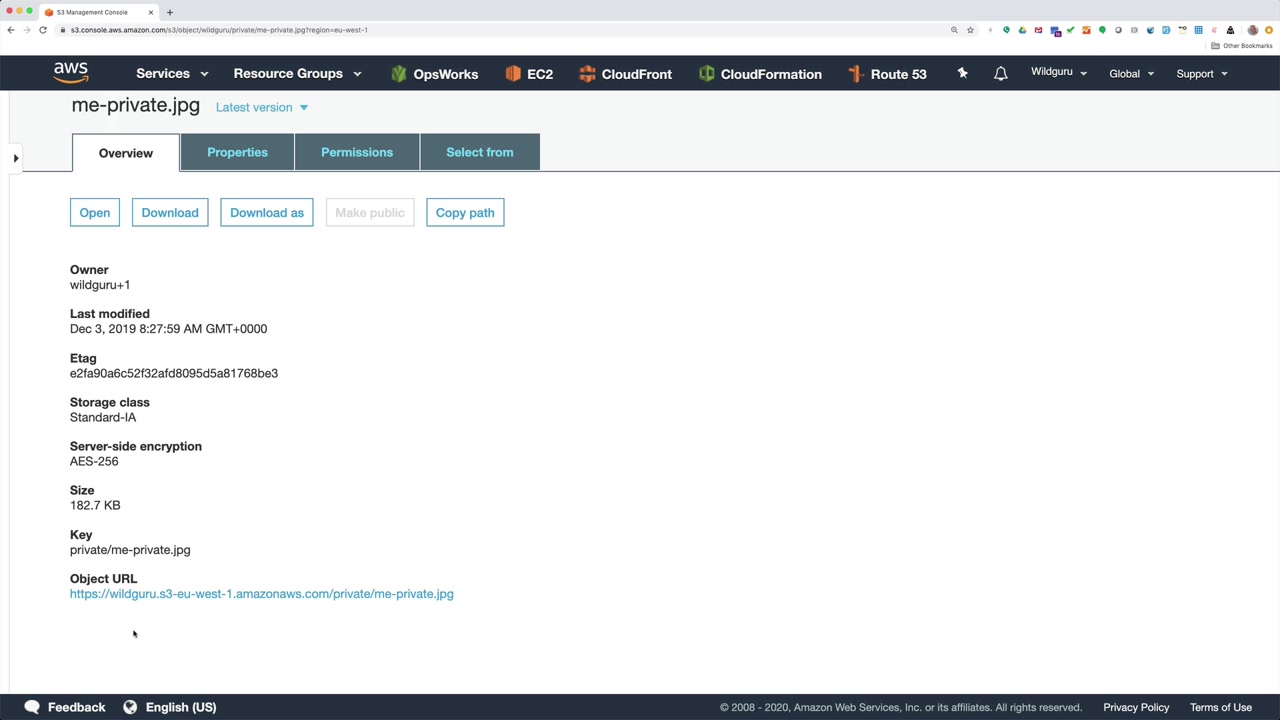 S3 Management Console
s3.console.aws.amazon.com/s3/object/wildguru/private/me-private.jpg?region=eu-west-1
Other Bookmarks
aws
Services
Resource Groups
OpsWorks
EC2
CloudFront
CloudFormation
Route 53
Wildguru
Global
Support
me-private.jpg
Latest version
Overview
Properties
Permissions
Select from
Open
Download
Download as
Make public
Copy path
Owner
wildguru+1
Last modified
Dec 3, 2019 8:27:59 AM GMT+0000
Etag
e2fa90a6c52f32afd8095d5a81768be3
Storage class
Standard-IA
Server-side encryption
AES-256
Size
182.7 KB
Key
private/me-private.jpg
Object URL
https://wildguru.s3-eu-west-1.amazonaws.com/private/me-private.jpg
Feedback
English (US)
© 2008 - 2020, Amazon Web Services, Inc. or its affiliates. All rights reserved.
Privacy Policy
Terms of Use